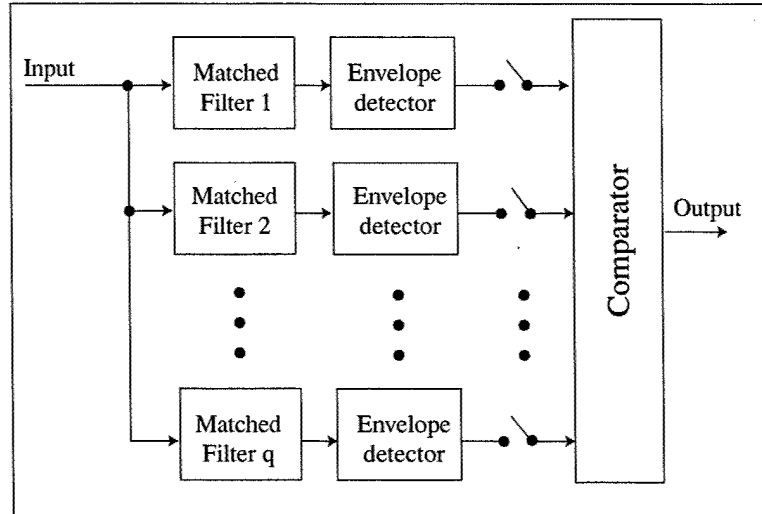 Input
Matched
Filter 1
Envelope
detector
Matched
Filter 2
Envelope
detector
Matched
Filter q
Envelope
detector
Comparator
Output